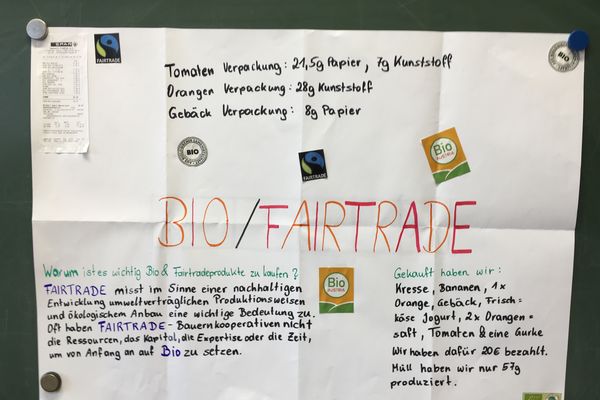 SPAR
FAIRTRADE
BIO
Tomaten Verpackung: 21,5g Papier, 7g Kunststoff
Orangen Verpackung: 28g Kunststoff
Gebäck Verpackung: 8g Papier
BIO
FAIRTRADE
Bio
AUSTRIA
BIO/FAIRTRADE
Warum ist es wichtig Bio & Fairtradeprodukte zu kaufen?
FAIRTRADE misst im Sinne einer nachhaltigen
Entwicklung umweltverträglichen Produktionsweisen
und ökologischem Anbau eine wichtige Bedeutung zu.
Oft haben FAIRTRADE-Bauernkooperativen nicht
die Ressourcen, das Kapital, die Expertise oder die Zeit,
um von Anfang an auf Bio zu setzen.
Bio
AUSTRIA
Gekauft haben wir:
Kresse, Bananen, 1x
Orange, Gebäck, Frisch=
käse, Jogurt, 2x Orangen=
saft, Tomaten & eine Gurke
Wir haben dafür 20€ bezahlt.
Müll haben wir nur 57g
produziert.